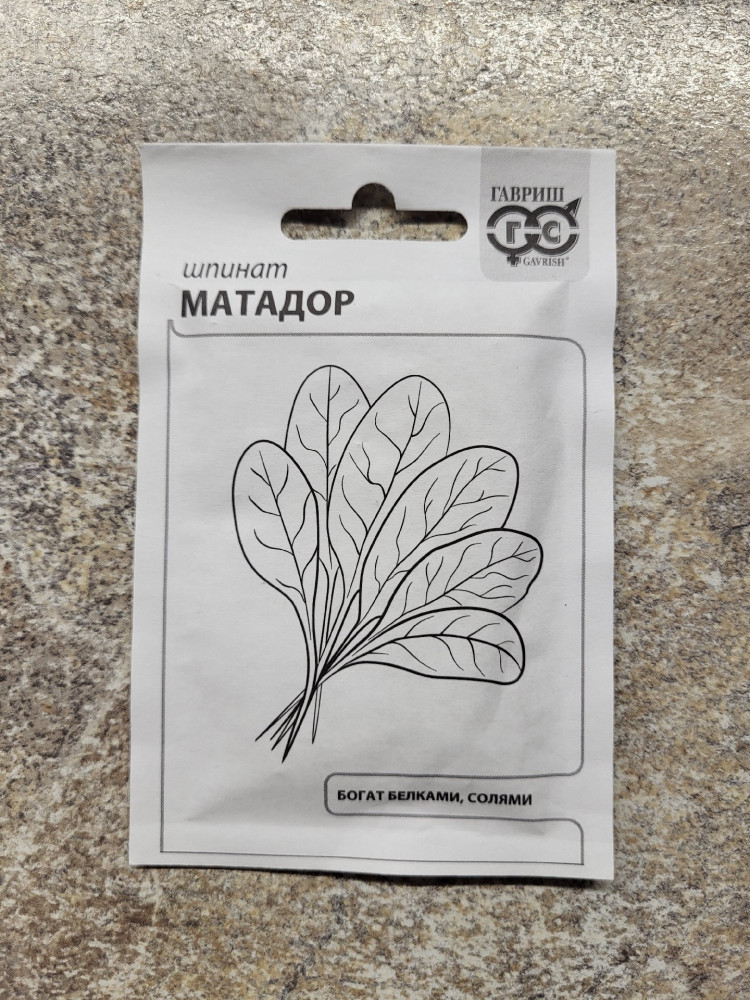 ГАВРИШ
Г С
GAVRISH®
шпинат
МАТАДОР
БОГАТ БЕЛКАМИ, СОЛЯМИ